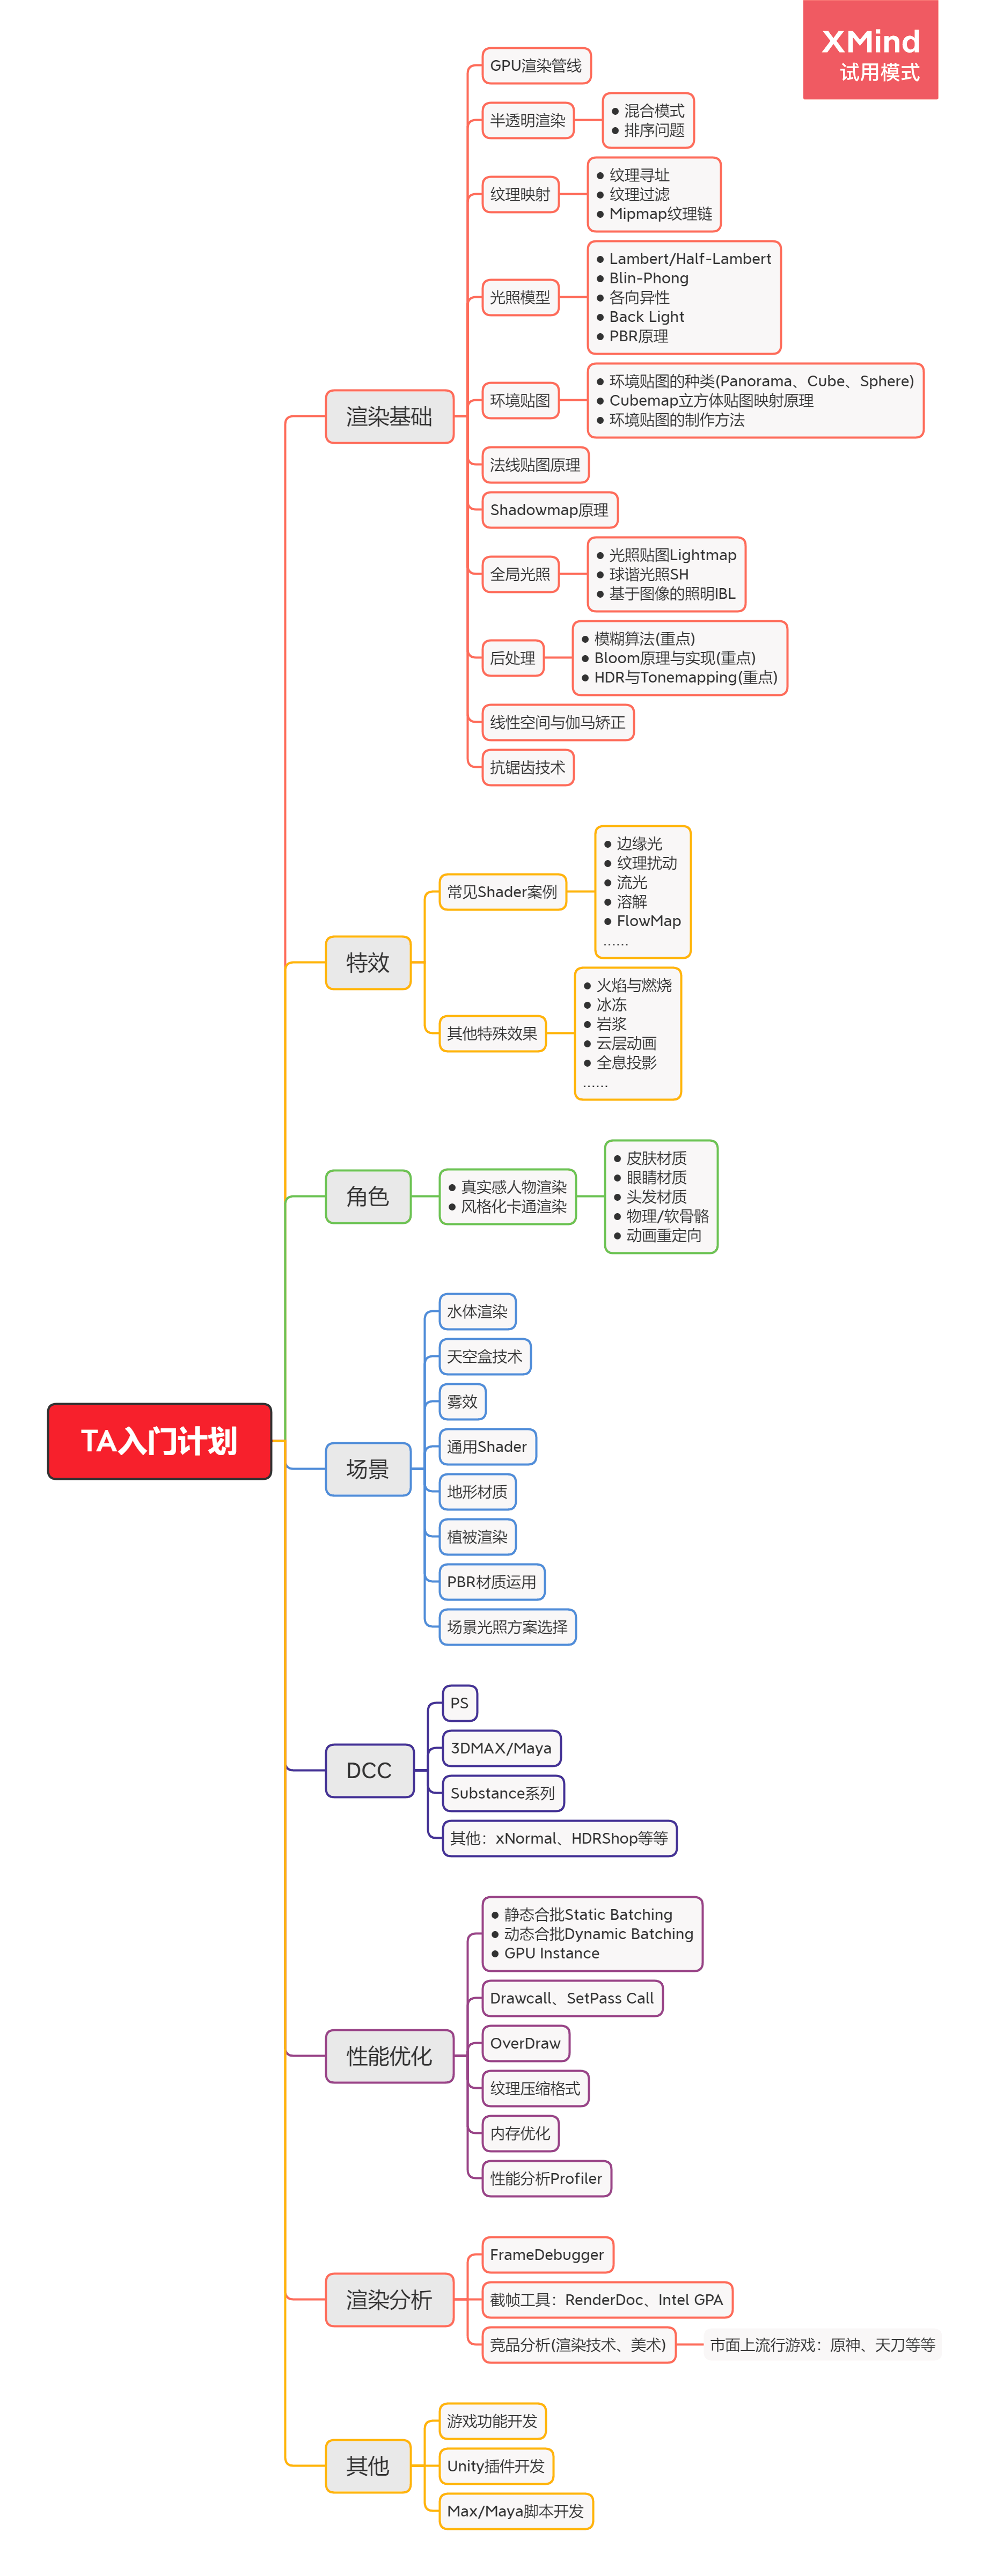 XMind
试用模式
GPU渲染管线
半透明渲染
● 混合模式
● 排序问题
纹理映射
● 纹理寻址
● 纹理过滤
● Mipmap纹理链
光照模型
● Lambert/Half-Lambert
● Blin-Phong
● 各向异性
● Back Light
● PBR原理
渲染基础
环境贴图
● 环境贴图的种类(Panorama、Cube、Sphere)
● Cubemap立方体贴图映射原理
● 环境贴图的制作方法
法线贴图原理
Shadowmap原理
全局光照
● 光照贴图Lightmap
● 球谐光照SH
● 基于图像的照明IBL
后处理
● 模糊算法(重点)
● Bloom原理与实现(重点)
● HDR与Tonemapping(重点)
线性空间与伽马矫正
抗锯齿技术
特效
常见Shader案例
● 边缘光
● 纹理扰动
● 流光
● 溶解
● FlowMap
......
其他特殊效果
● 火焰与燃烧
● 冰冻
● 岩浆
● 云层动画
● 全息投影
......
角色
● 真实感人物渲染
● 风格化卡通渲染
● 皮肤材质
● 眼睛材质
● 头发材质
● 物理/软骨骼
● 动画重定向
TA入门计划
场景
水体渲染
天空盒技术
雾效
通用Shader
地形材质
植被渲染
PBR材质运用
场景光照方案选择
DCC
PS
3DMAX/Maya
Substance系列
其他：xNormal、HDRShop等等
性能优化
● 静态合批Static Batching
● 动态合批Dynamic Batching
● GPU Instance
Drawcall、SetPass Call
OverDraw
纹理压缩格式
内存优化
性能分析Profiler
渲染分析
FrameDebugger
截帧工具：RenderDoc、Intel GPA
竞品分析(渲染技术、美术)
市面上流行游戏：原神、天刀等等
其他
游戏功能开发
Unity插件开发
Max/Maya脚本开发